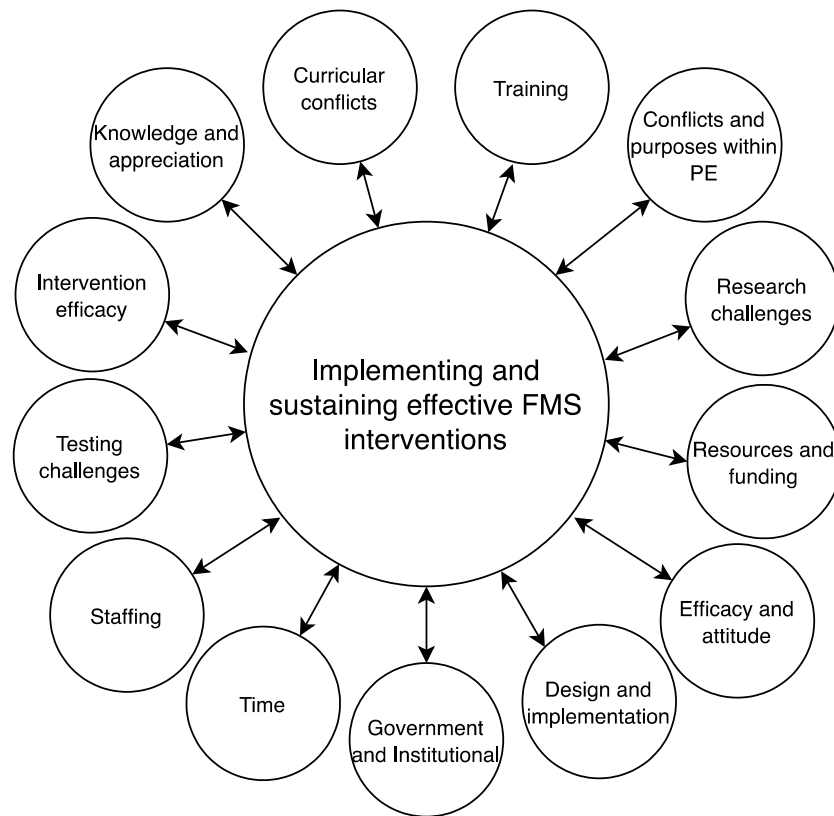 Curricular
conflicts
Training
Knowledge and
appreciation
Conflicts and
purposes within
PE
Intervention
efficacy
Research
challenges
Implementing and
sustaining effective FMS
interventions
Testing
challenges
Resources and
funding
Staffing
Efficacy and
attitude
Time
Design and
implementation
Government
and Institutional